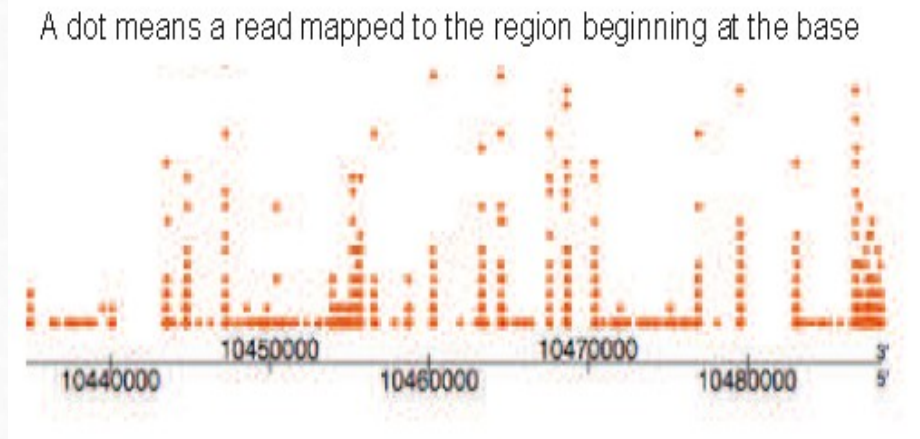 A dot means a read mapped to the region beginning at the base
10450000 10470000 3'
10440000 10460000 10480000 5'